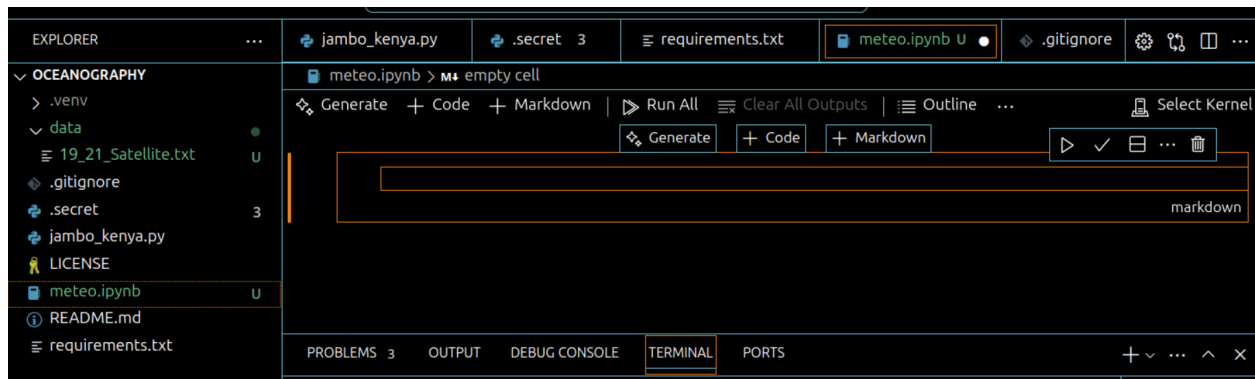 EXPLORER ...
jambo_kenya.py
.secret 3
requirements.txt
meteo.ipynb U
.gitignore
...
OCEANOGRAPHY
.venv
data
19_21_Satellite.txt U
.gitignore
.secret 3
jambo_kenya.py
LICENSE
meteo.ipynb U
README.md
requirements.txt
meteo.ipynb > M↓ empty cell
Generate + Code + Markdown | Run All Clear All Outputs | Outline ... Select Kernel
Generate + Code + Markdown
...
markdown
PROBLEMS 3 OUTPUT DEBUG CONSOLE TERMINAL PORTS
...